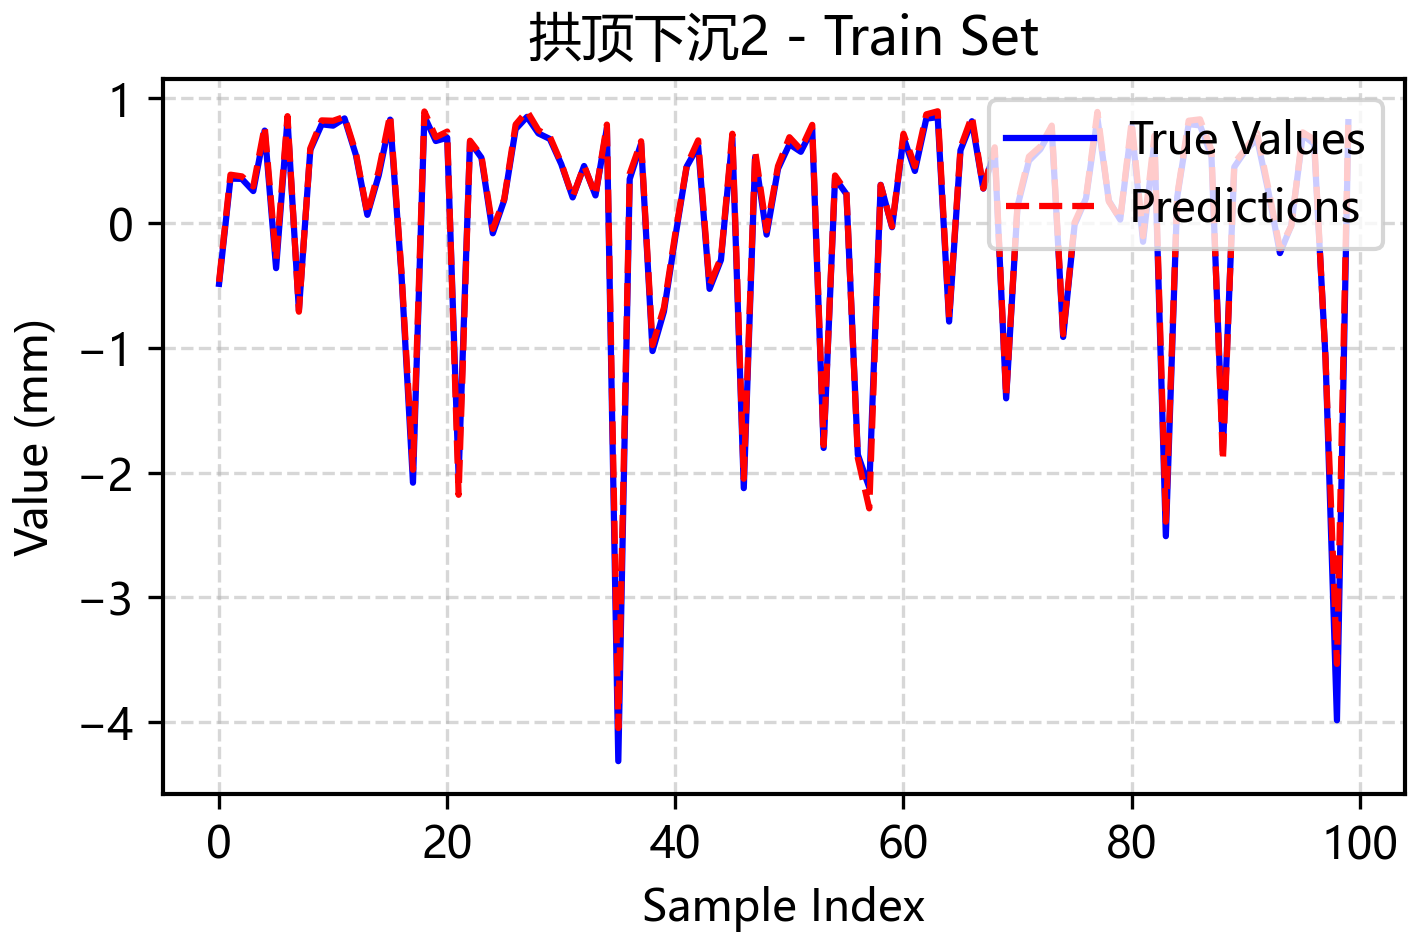 拱顶下沉2 - Train Set
1
0
−1
−2
−3
−4
Value (mm)
True Values
Predictions
0 20 40 60 80 100
Sample Index